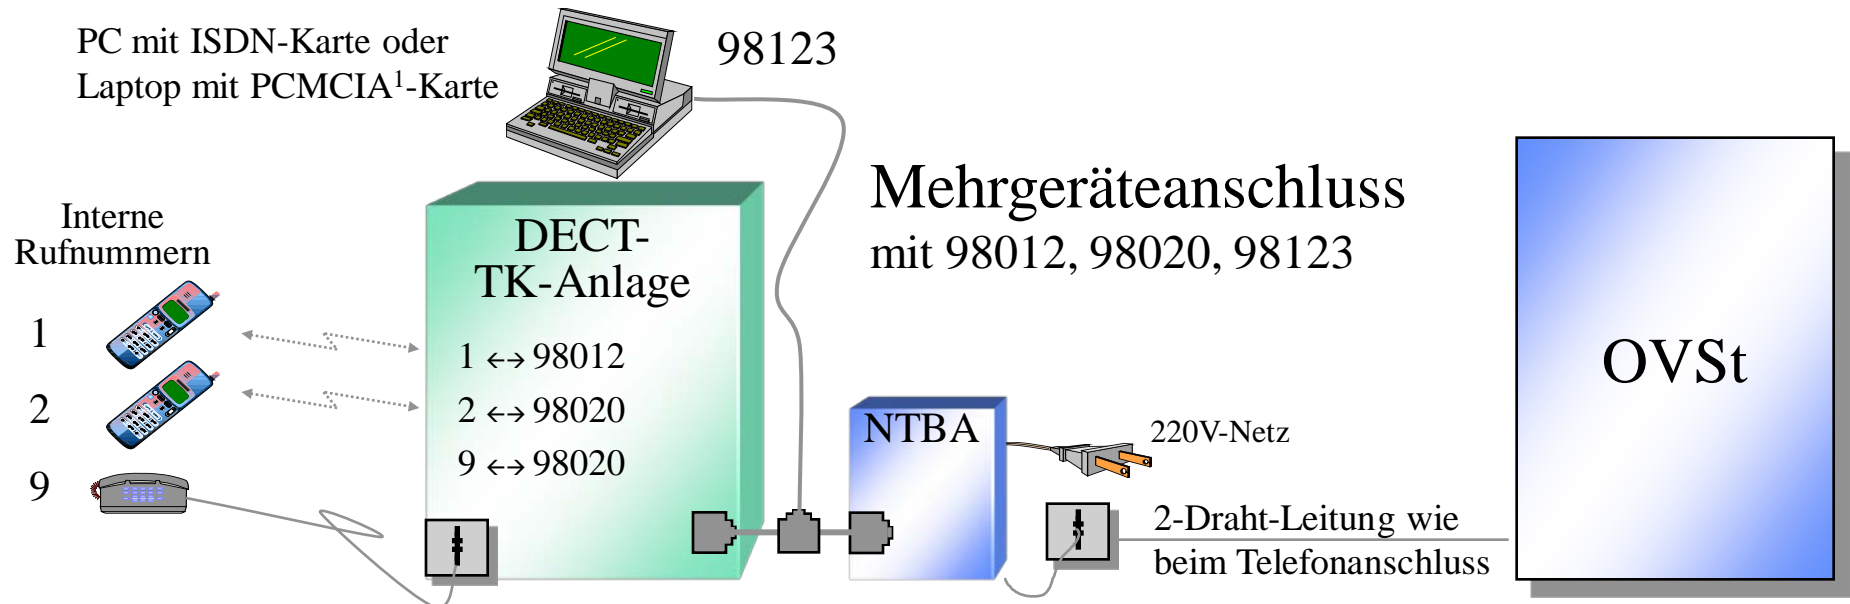 PC mit ISDN-Karte oder
Laptop mit PCMCIA¹-Karte
98123
Mehrgeräteanschluss
mit 98012, 98020, 98123
Interne
Rufnummern
1
2
9
DECT-
TK-Anlage
1 ↔ 98012
2 ↔ 98020
9 ↔ 98020
NTBA
220V-Netz
2-Draht-Leitung wie
beim Telefonanschluss
OVSt